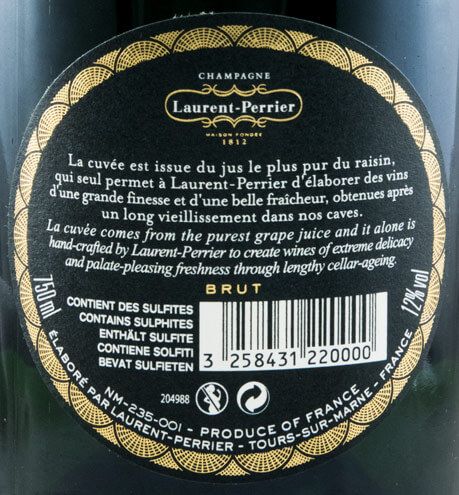 CHAMPAGNE
Laurent-Perrier
MAISON FONDÉE
1812
La cuvée est issue du jus le plus pur du raisin,
qui seul permet à Laurent-Perrier d'élaborer des vins
d'une grande finesse et d'une belle fraîcheur, obtenues après
un long vieillissement dans nos caves.
La cuvée comes from the purest grape juice and it alone is
hand-crafted by Laurent-Perrier to create wines of extreme delicacy
and palate-pleasing freshness through lengthy cellar-ageing.
BRUT
750ml
12% vol
CONTIENT DES SULFITES
CONTAINS SULPHITES
ENTHÄLT SULFITE
CONTIENE SOLFITI
BEVAT SULFIETEN
3 258431 220000
204988
NM-235-001 - PRODUCE OF FRANCE
ÉLABORÉ PAR LAURENT-PERRIER - TOURS-SUR-MARNE - FRANCE